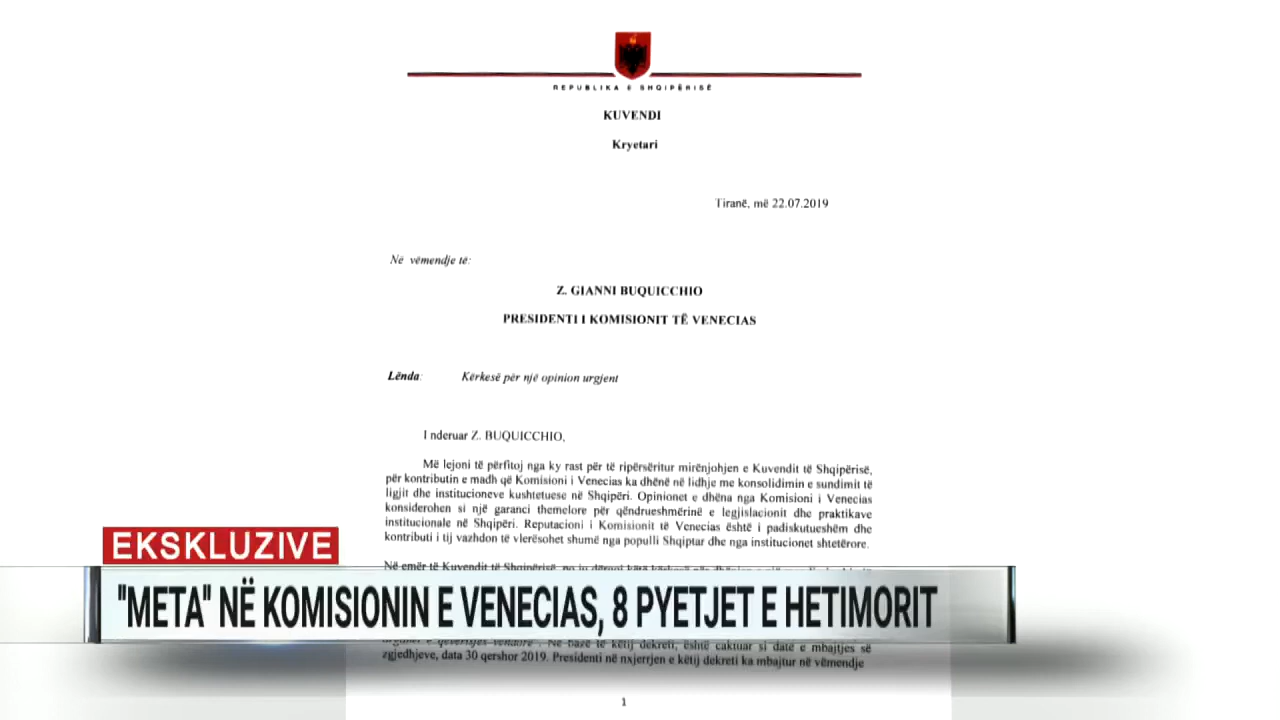 REPUBLIKA E SHQIPËRISË
KUVENDI
Kryetari
Tiranë, më 22.07.2019
Në vëmendje të:
Z. GIANNI BUQUICCHIO
PRESIDENTI I KOMISIONIT TË VENECIAS
Lënda: Kërkesë për një opinion urgjent
I nderuar Z. BUQUICCHIO,
Më lejoni të përfitoj nga ky rast për të ripërsëritur mirënjohjen e Kuvendit të Shqipërisë,
për kontributin e madh që Komisioni i Venecias ka dhënë në lidhje me konsolidimin e sundimit të
ligjit dhe institucioneve kushtetuese në Shqipëri. Opinionet e dhëna nga Komisioni i Venecias
konsiderohen si një garanci themelore për qëndrueshmërinë e legjislacionit dhe praktikave
institucionale në Shqipëri. Reputacioni i Komisionit të Venecias është i padiskutueshëm dhe
kontributi i tij vazhdon të vlerësohet shumë nga populli Shqiptar dhe nga institucionet shtetërore.
Në emër të Kuvendit të Shqipërisë,
EKSKLUZIVE
"META" NË KOMISIONIN E VENECIAS, 8 PYETJET E HETIMORIT
Në bazë të këtij dekreti, është caktuar si datë e mbajtjes së
zgjedhjeve, data 30 qershor 2019. Presidenti në nxjerrjen e këtij dekreti ka mbajtur në vëmendje
1